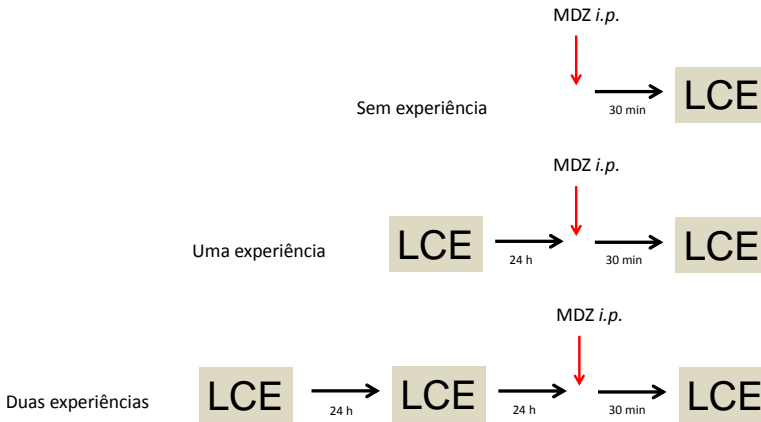 MDZ i.p.
Sem experiência
30 min
LCE
MDZ i.p.
Uma experiência
LCE
24 h
30 min
LCE
MDZ i.p.
Duas experiências
LCE
24 h
LCE
24 h
30 min
LCE